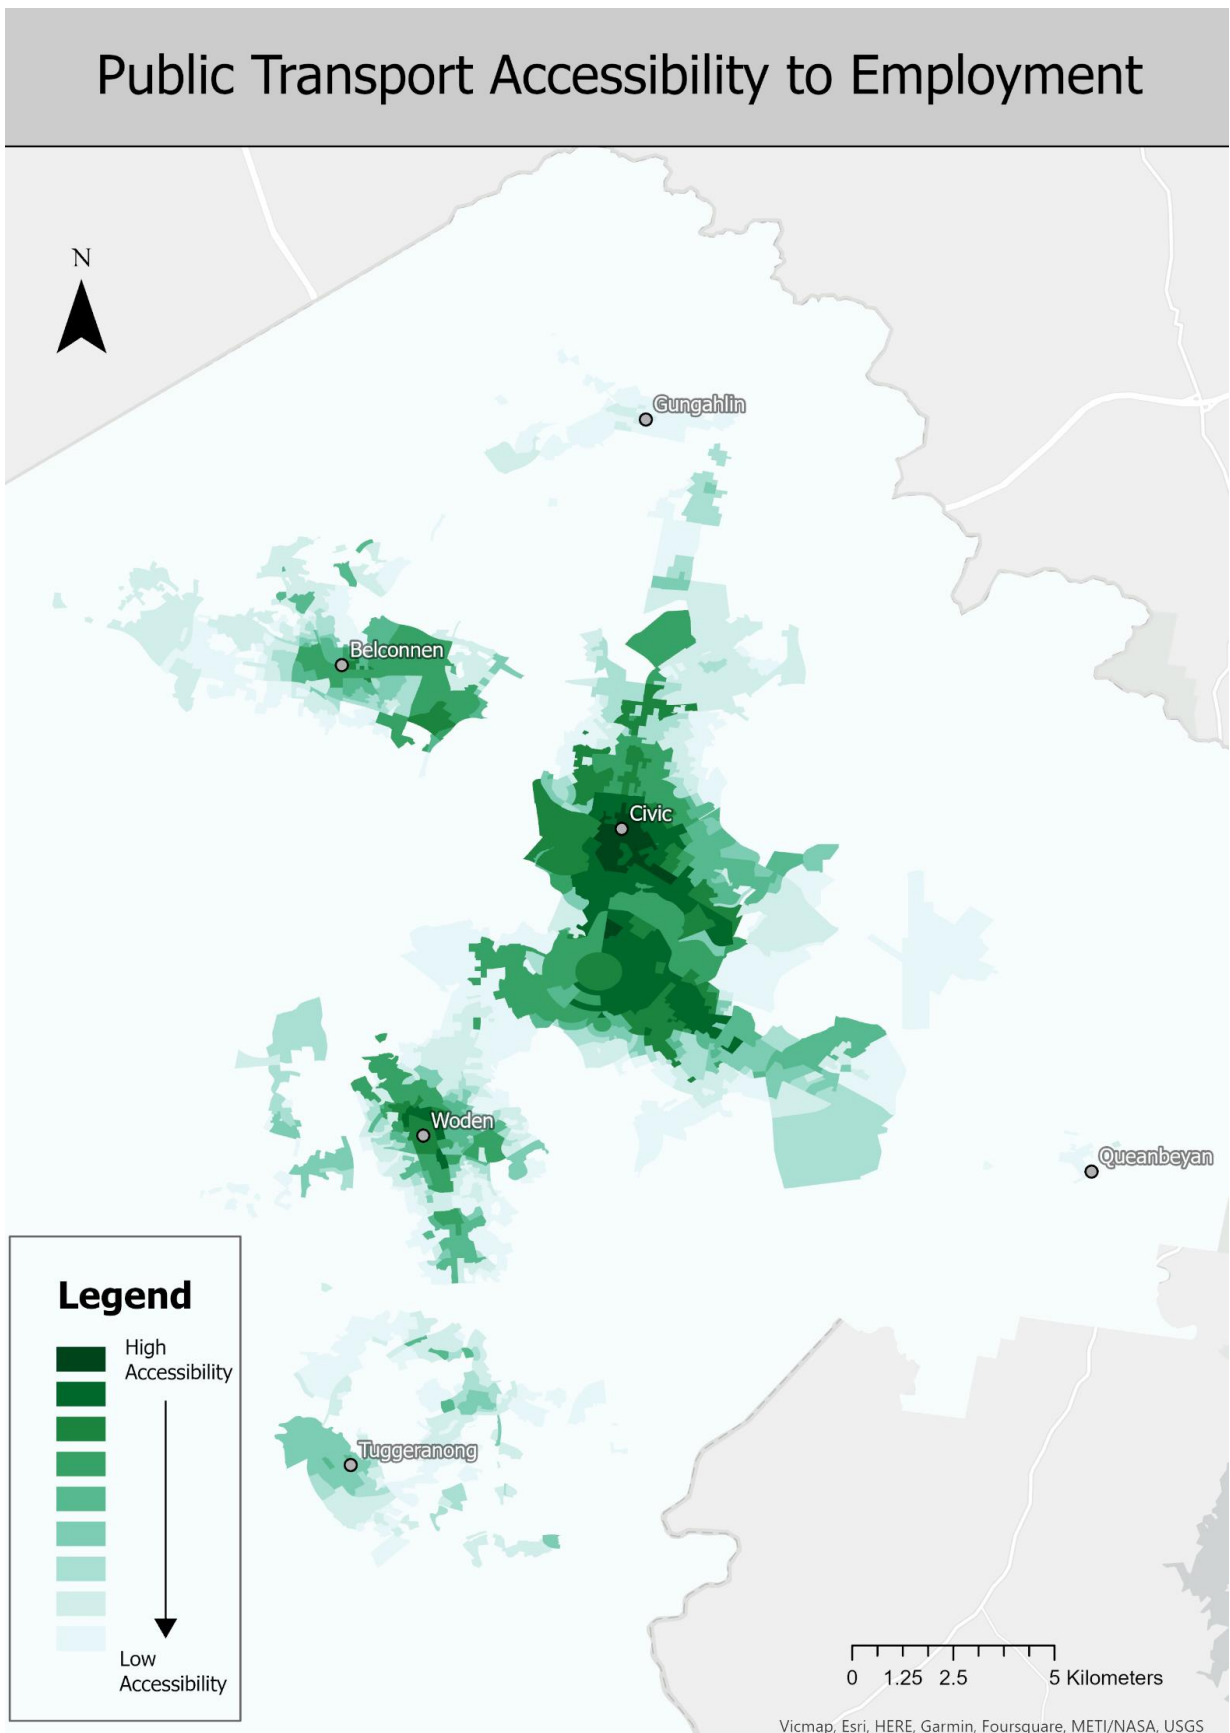 Public Transport Accessibility to Employment
N
Gungahlin
Belconnen
Civic
Woden
Queanbeyan
Tuggeranong
Legend
High
Accessibility
Low
Accessibility
0 1.25 2.5 5 Kilometers
Vicmap, Esri, HERE, Garmin, Foursquare, METI/NASA, USGS